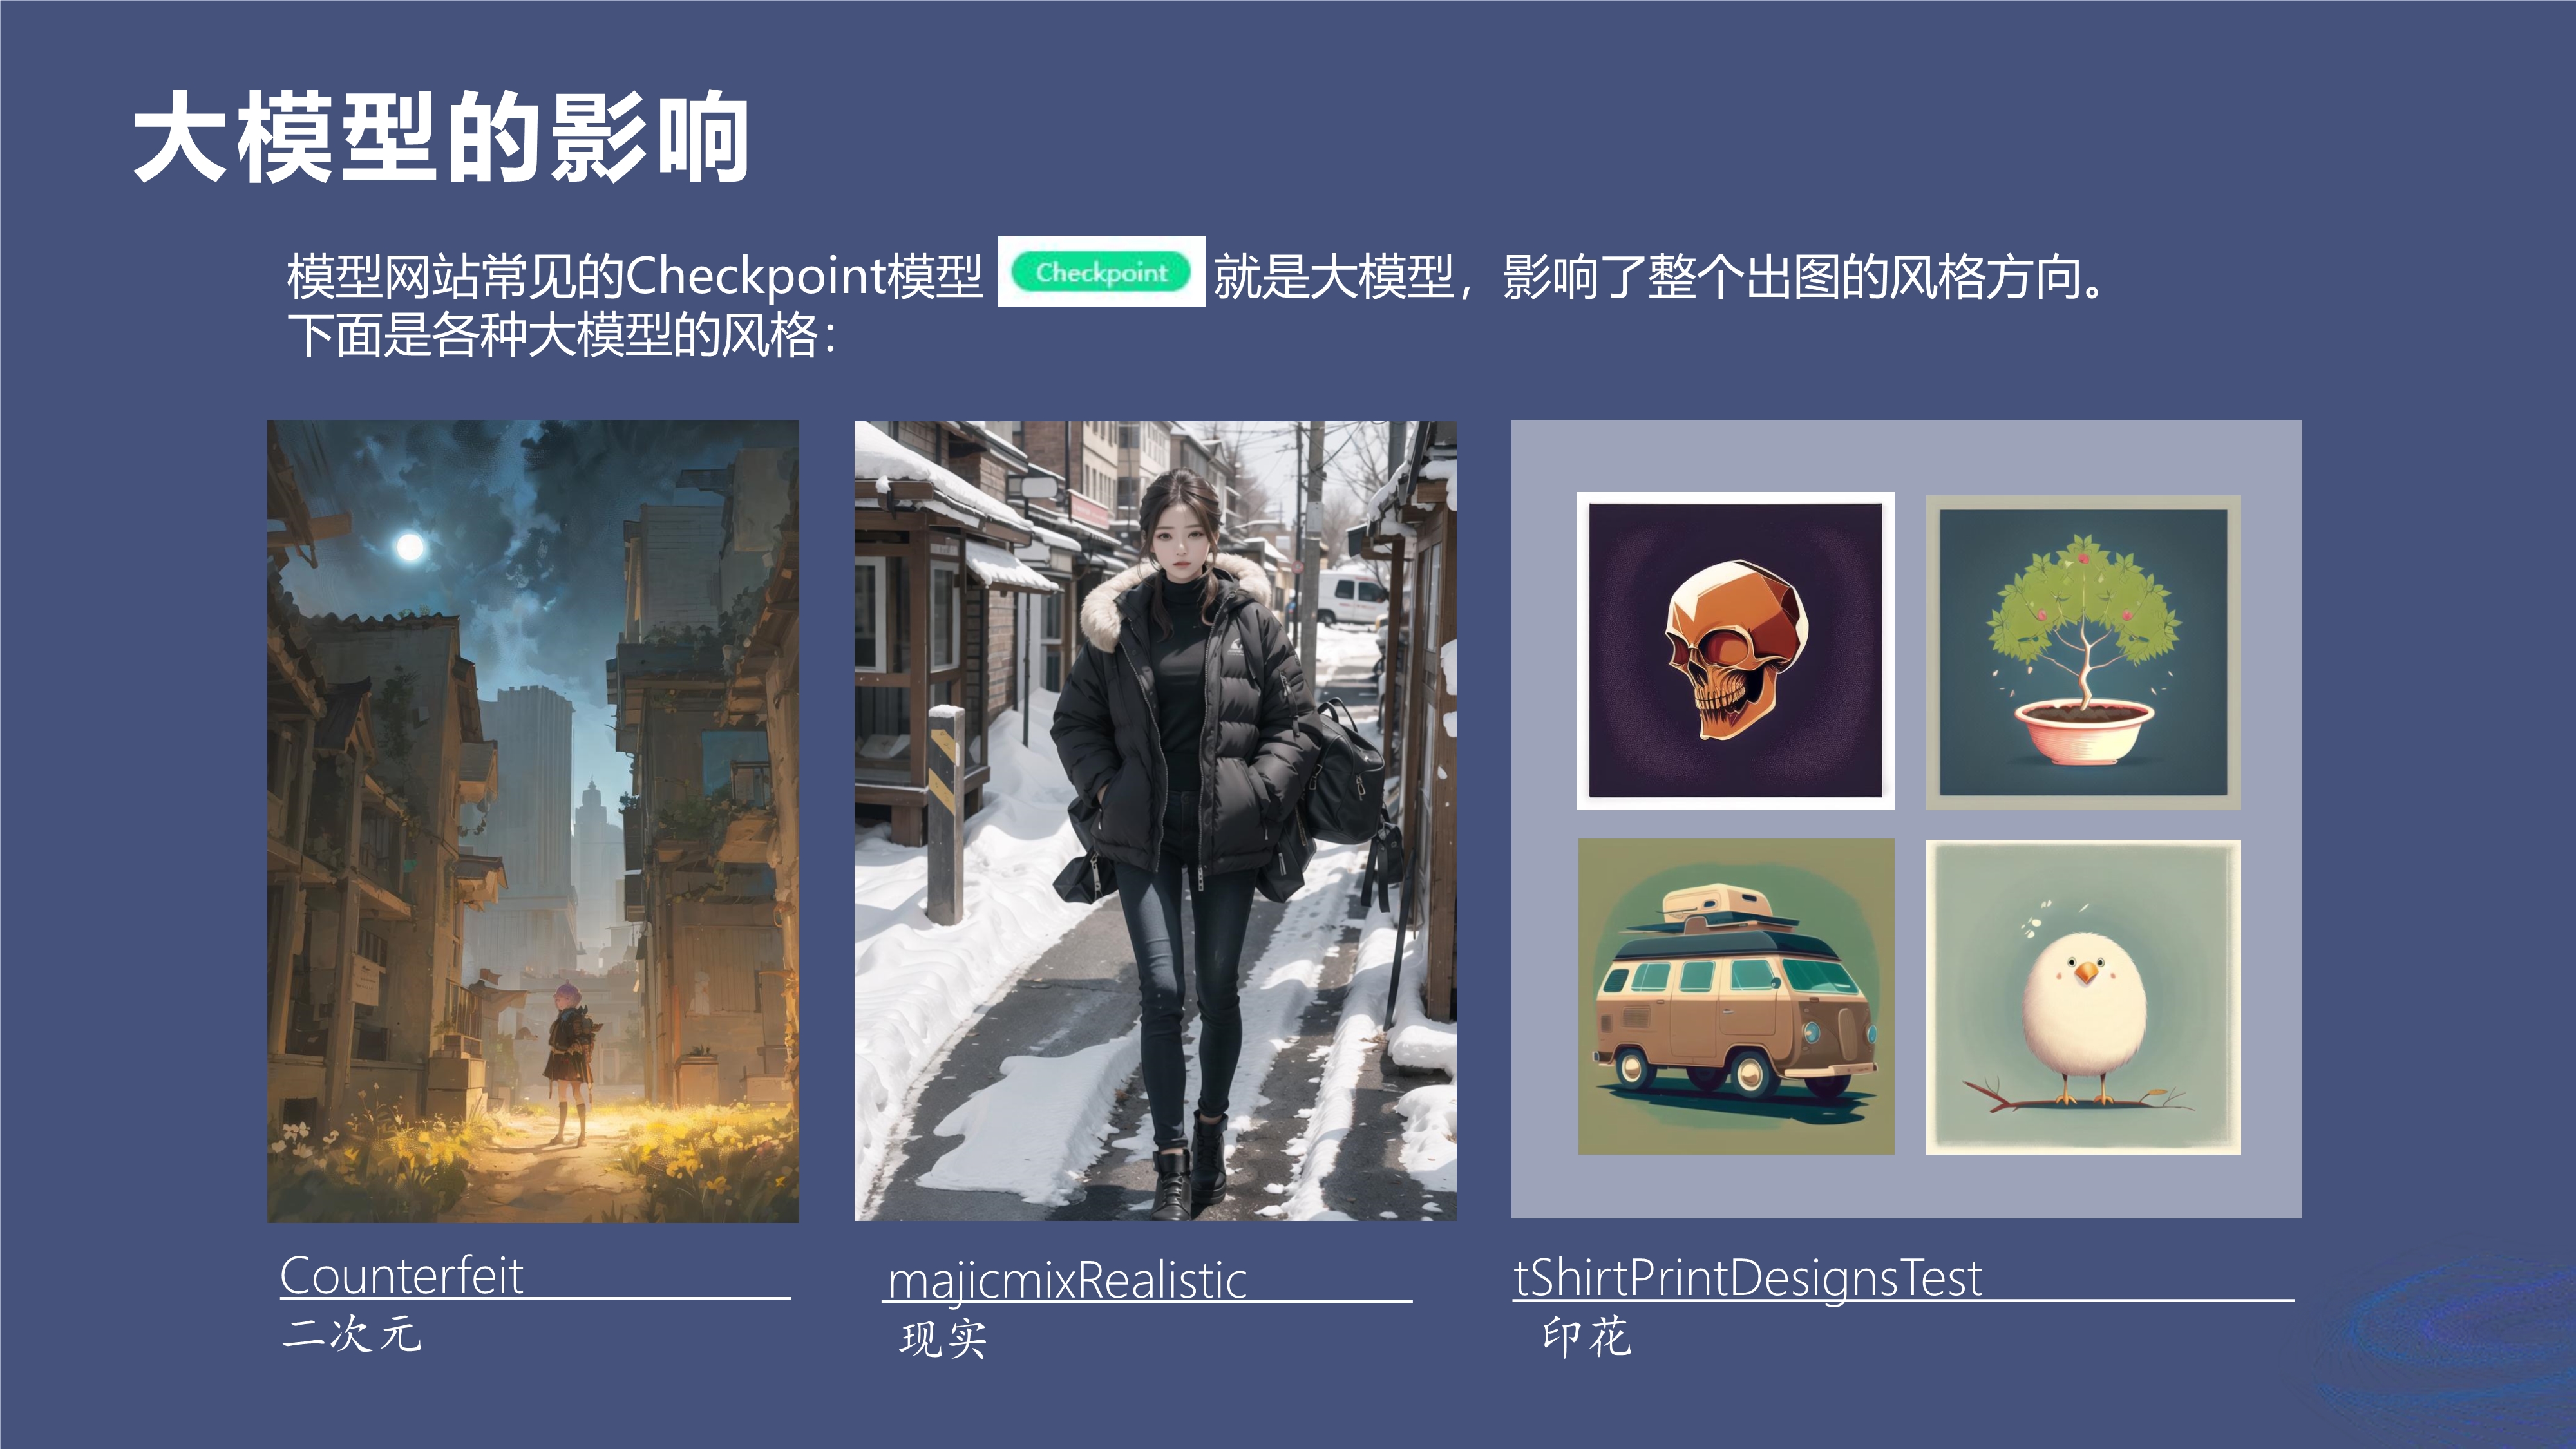 大模型的影响
模型网站常见的Checkpoint模型 Checkpoint 就是大模型，影响了整个出图的风格方向。
下面是各种大模型的风格：
Counterfeit
二次元
majicmixRealistic
现实
tShirtPrintDesignsTest
印花